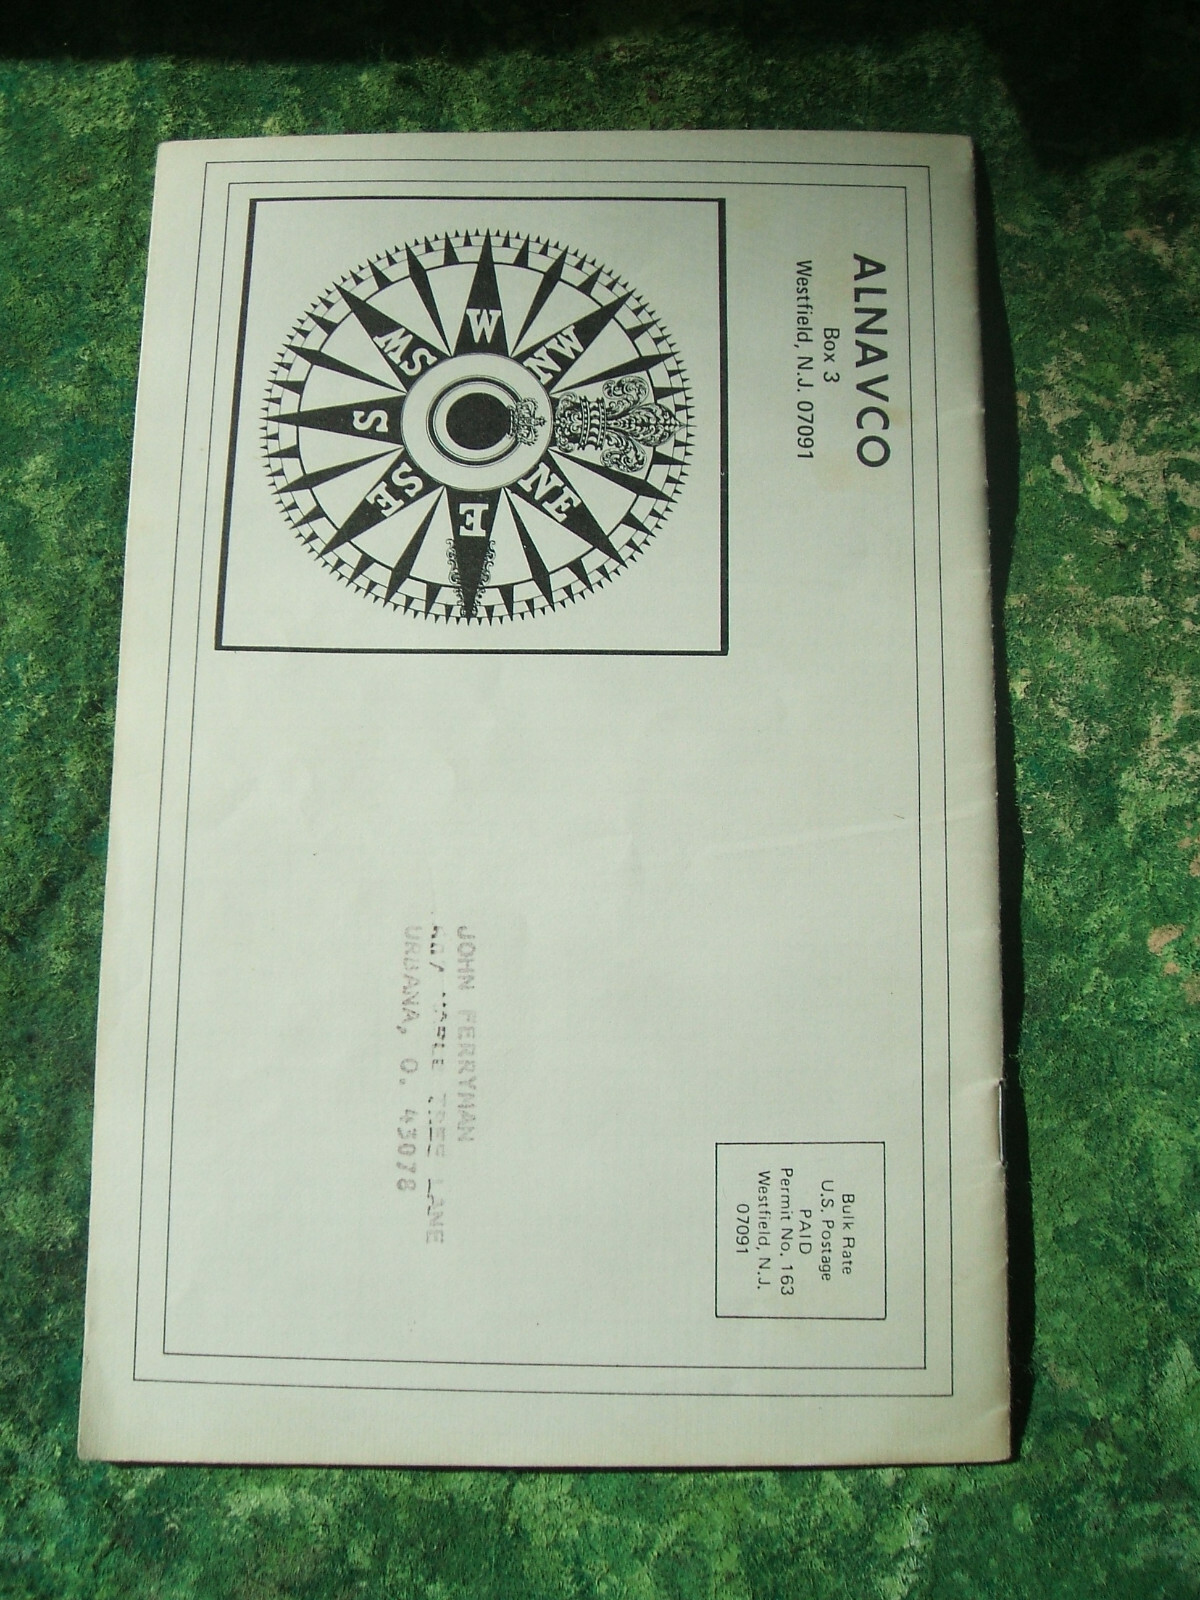 ALNAVCO
Box 3
Westfield, N.J. 07091
W
NW
SW
S
SE
E
NE
Bulk Rate
U.S. Postage
PAID
Permit No. 163
Westfield, N.J.
07091
JOHN FERRYMAN
MAPLE TREE LANE
URBANA, O. 43078